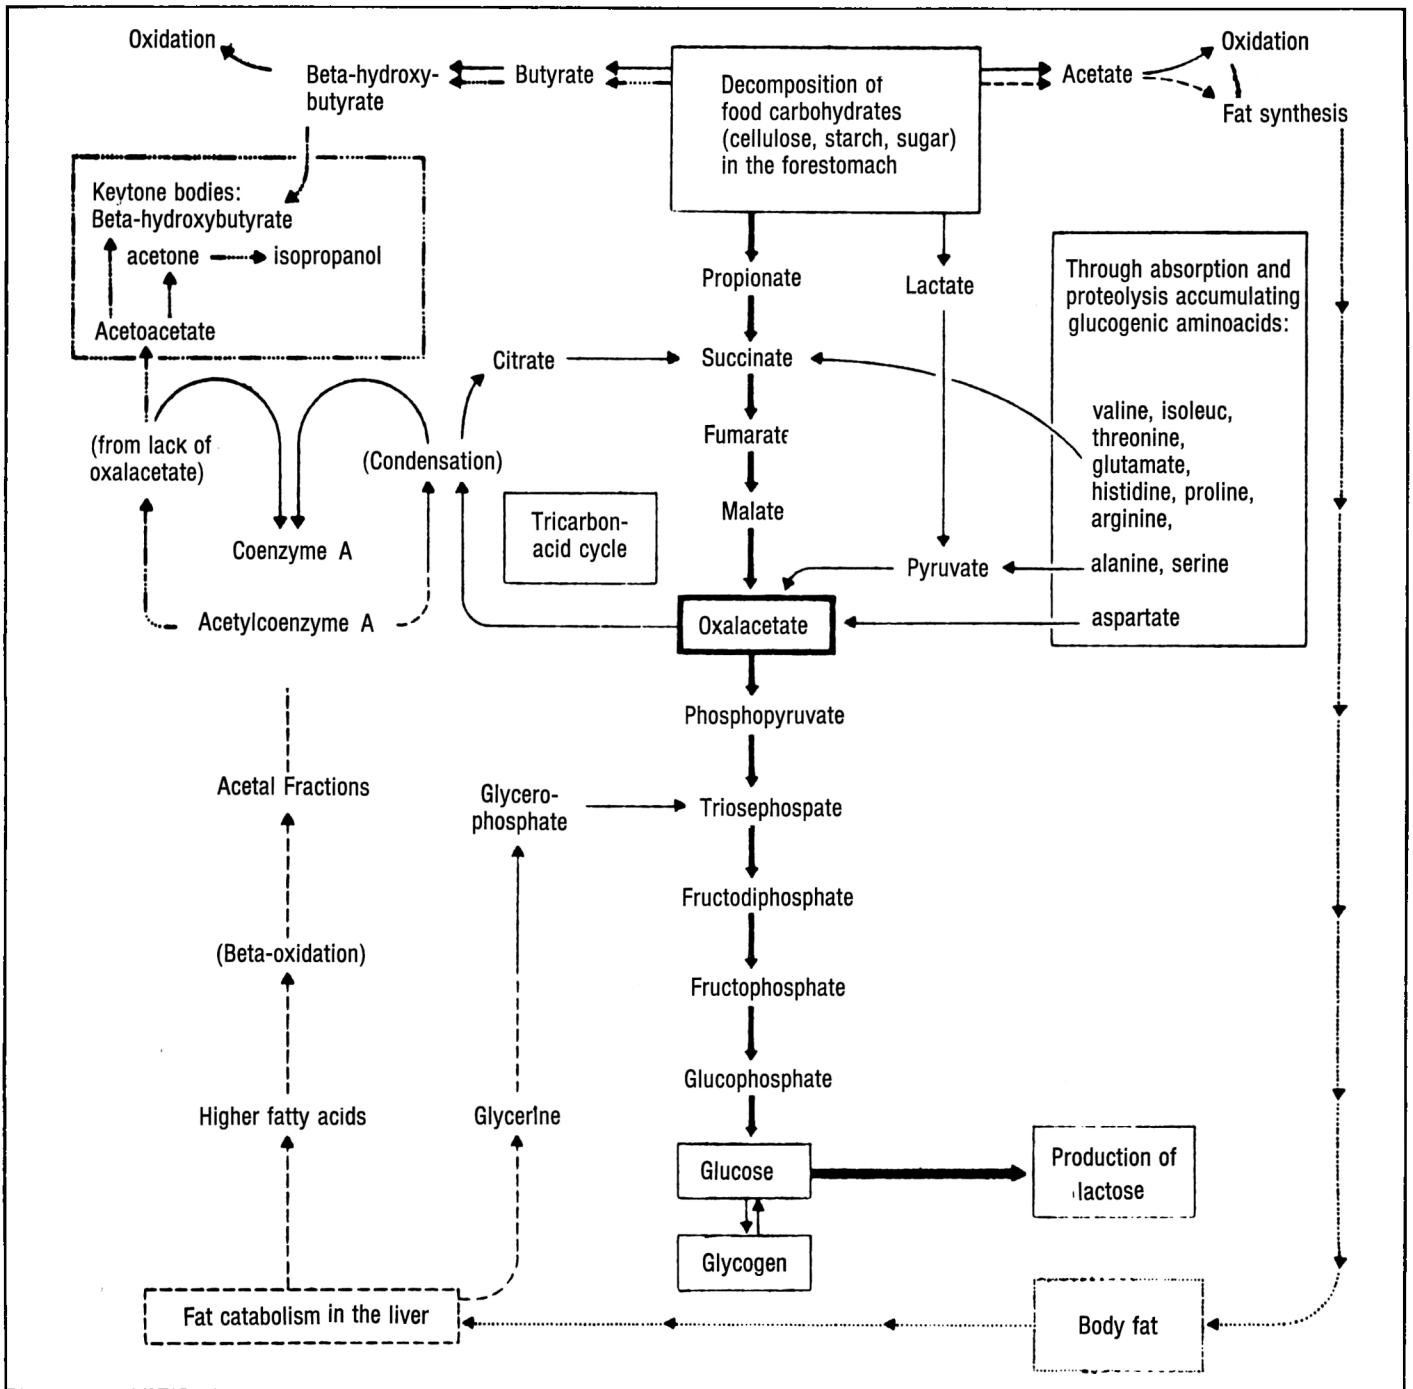 Oxidation
Beta-hydroxy-
butyrate
Butyrate
Decomposition of
food carbohydrates
(cellulose, starch, sugar)
in the forestomach
Acetate
Oxidation
Fat synthesis
Keytone bodies:
Beta-hydroxybutyrate
acetone
isopropanol
Acetoacetate
Propionate
Lactate
Through absorption and
proteolysis accumulating
glucogenic aminoacids:
valine, isoleuc,
threonine,
glutamate,
histidine, proline,
arginine,
alanine, serine
aspartate
Citrate
Succinate
Fumarate
Malate
Pyruvate
Oxalacetate
(from lack of
oxalacetate)
(Condensation)
Coenzyme A
Acetylcoenzyme A
Tricarbon-
acid cycle
Phosphopyruvate
Acetal Fractions
Glycero-
phosphate
Triosephospate
Fructodiphosphate
(Beta-oxidation)
Fructophosphate
Glucophosphate
Higher fatty acids
Glycerine
Glucose
Production of
lactose
Glycogen
Fat catabolism in the liver
Body fat